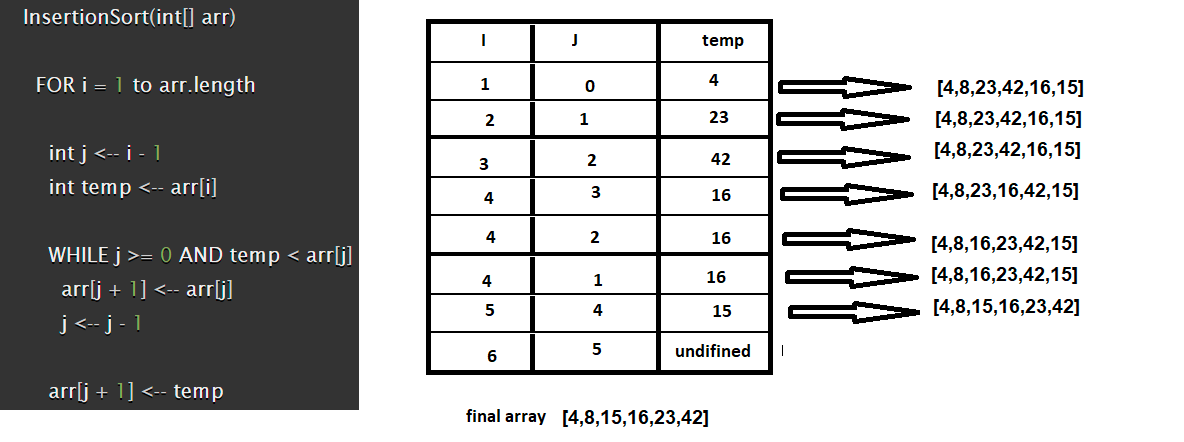 InsertionSort(int[] arr)
FOR i = 1 to arr.length
int j <-- i - 1
int temp <-- arr[i]
WHILE j >= 0 AND temp < arr[j]
arr[j + 1] <-- arr[j]
j <-- j - 1
arr[j + 1] <-- temp
I J temp
1 0 4 [4,8,23,42,16,15]
2 1 23 [4,8,23,42,16,15]
3 2 42 [4,8,23,42,16,15]
4 3 16 [4,8,23,16,42,15]
4 2 16 [4,8,16,23,42,15]
4 1 16 [4,8,16,23,42,15]
5 4 15 [4,8,15,16,23,42]
6 5 undifined
final array [4,8,15,16,23,42]